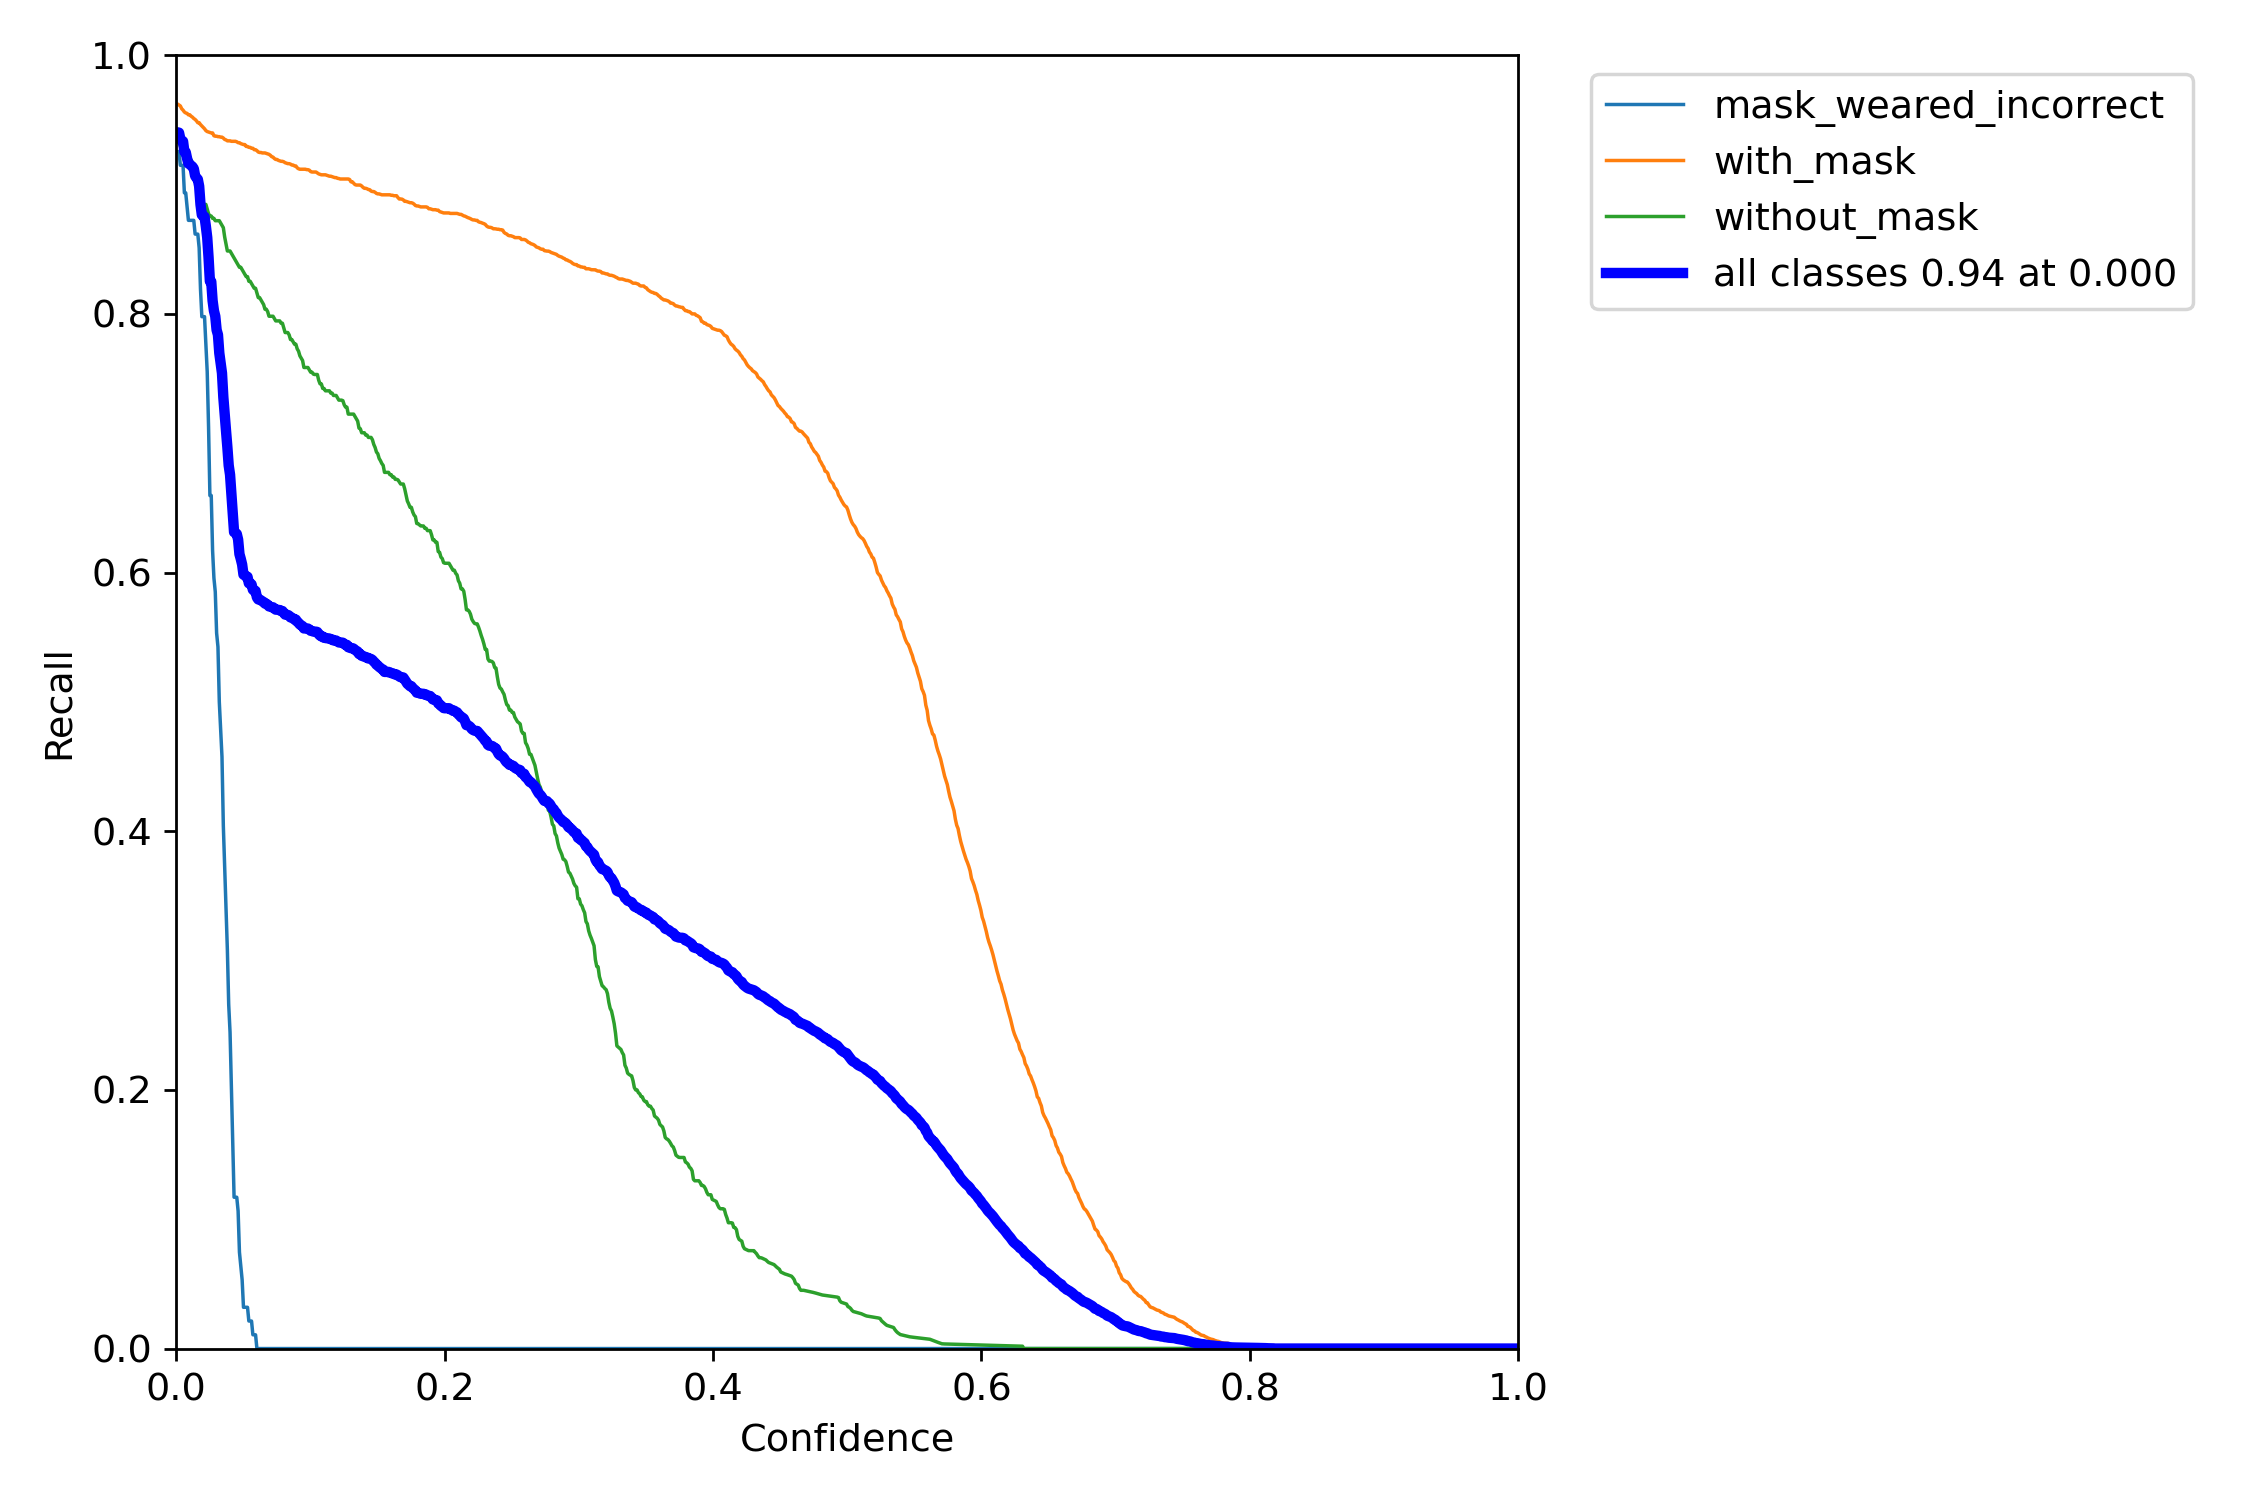 1.0
0.8
0.6
0.4
0.2
0.0
Recall
0.0 0.2 0.4 0.6 0.8 1.0
Confidence
mask_weared_incorrect
with_mask
without_mask
all classes 0.94 at 0.000